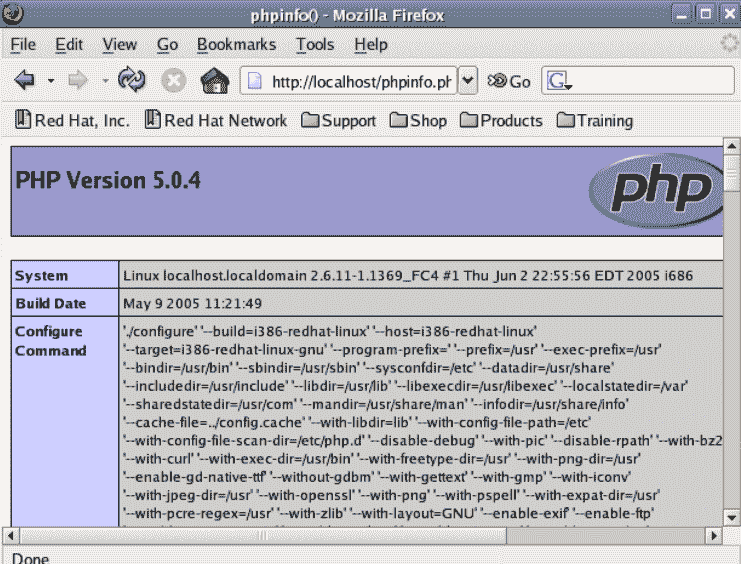 phpinfo() - Mozilla Firefox
File Edit View Go Bookmarks Tools Help
http://localhost/phpinfo.ph Go G
Red Hat, Inc. Red Hat Network Support Shop Products Training
PHP Version 5.0.4
php
System Linux localhost.localdomain 2.6.11-1.1369_FC4 #1 Thu Jun 2 22:55:56 EDT 2005 i686
Build Date May 9 2005 11:21:49
Configure Command './configure' '--build=i386-redhat-linux' '--host=i386-redhat-linux'
'--target=i386-redhat-linux-gnu' '--program-prefix=' '--prefix=/usr' '--exec-prefix=/usr'
'--bindir=/usr/bin' '--sbindir=/usr/sbin' '--sysconfdir=/etc' '--datadir=/usr/share'
'--includedir=/usr/include' '--libdir=/usr/lib' '--libexecdir=/usr/libexec' '--localstatedir=/var'
'--sharedstatedir=/usr/com' '--mandir=/usr/share/man' '--infodir=/usr/share/info'
'--cache-file=../config.cache' '--with-libdir=lib' '--with-config-file-path=/etc'
'--with-config-file-scan-dir=/etc/php.d' '--disable-debug' '--with-pic' '--disable-rpath' '--with-bz2
'--with-curl' '--with-exec-dir=/usr/bin' '--with-freetype-dir=/usr' '--with-png-dir=/usr'
'--enable-gd-native-ttf' '--without-gdbm' '--with-gettext' '--with-gmp' '--with-iconv'
'--with-jpeg-dir=/usr' '--with-openssl' '--with-png' '--with-pspell' '--with-expat-dir=/usr'
'--with-pcre-regex=/usr' '--with-zlib' '--with-layout=GNU' '--enable-exif' '--enable-ftp'
Done